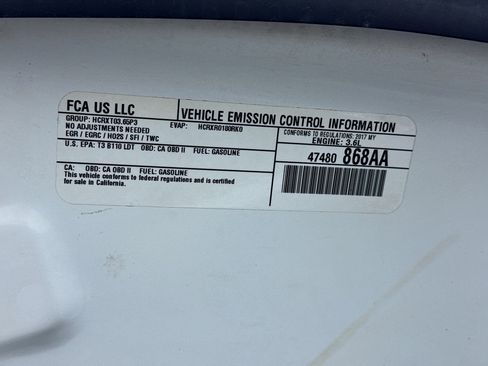 FCA US LLC
VEHICLE EMISSION CONTROL INFORMATION
GROUP: HCRXT03.65P3
EVAP: HCRXR0180RK0
NO ADJUSTMENTS NEEDED
EGR / EGRC / HO2S / SFI / TWC
CONFORMS TO REGULATIONS: 2017 MY
ENGINE: 3.6L
U.S. EPA: T3 B110 LDT OBD: CA OBD II FUEL: GASOLINE
47480 868AA
CA: OBD: CA OBD II FUEL: GASOLINE
This vehicle conforms to federal regulations and is certified
for sale in California.